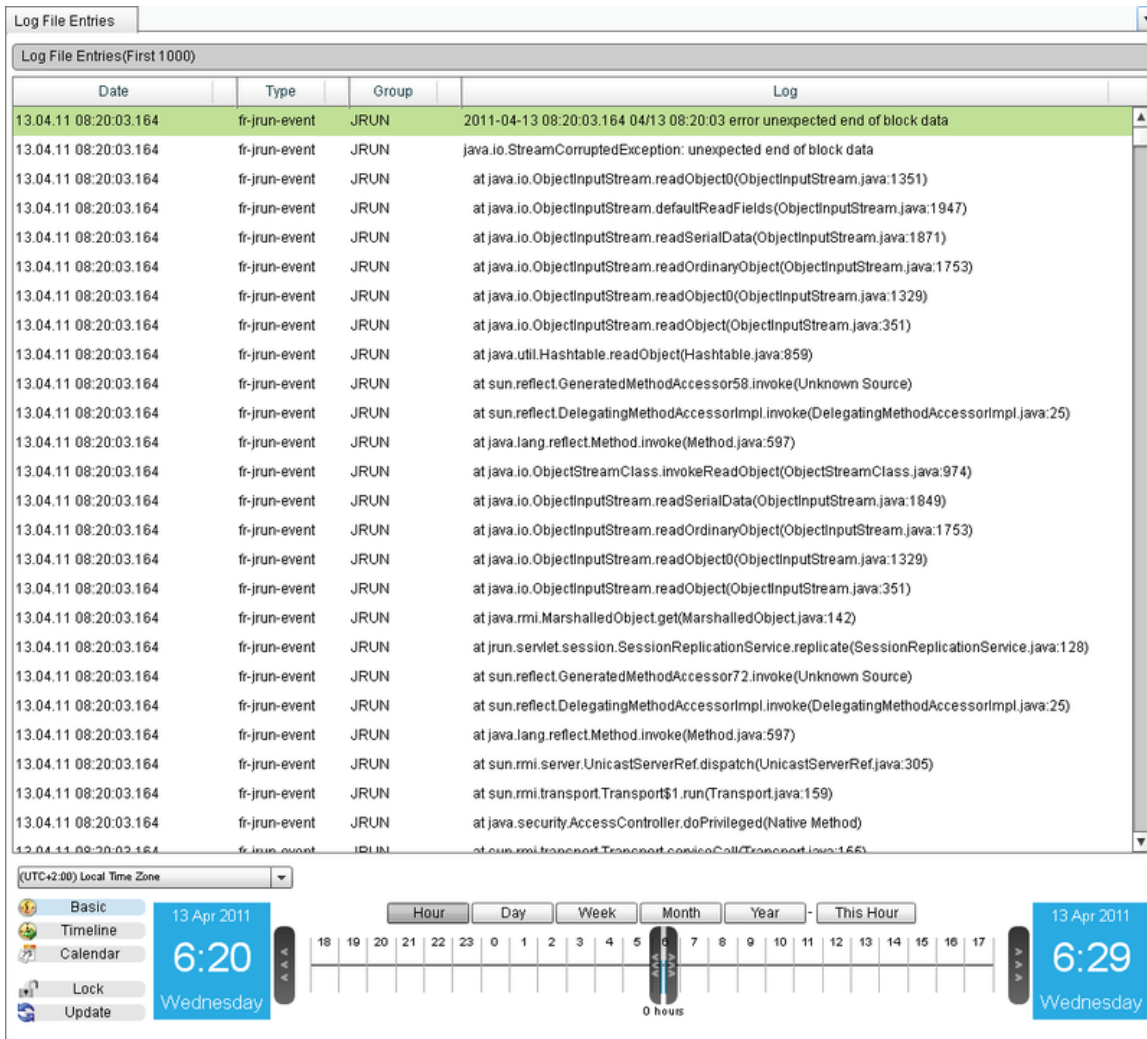 Log File Entries
Log File Entries(First 1000)
Date Type Group Log
13.04.11 08:20:03.164 fr-jrun-event JRUN 2011-04-13 08:20:03.164 04/13 08:20:03 error unexpected end of block data
13.04.11 08:20:03.164 fr-jrun-event JRUN java.io.StreamCorruptedException: unexpected end of block data
13.04.11 08:20:03.164 fr-jrun-event JRUN at java.io.ObjectInputStream.readObject0(ObjectInputStream.java:1351)
13.04.11 08:20:03.164 fr-jrun-event JRUN at java.io.ObjectInputStream.defaultReadFields(ObjectInputStream.java:1947)
13.04.11 08:20:03.164 fr-jrun-event JRUN at java.io.ObjectInputStream.readSerialData(ObjectInputStream.java:1871)
13.04.11 08:20:03.164 fr-jrun-event JRUN at java.io.ObjectInputStream.readOrdinaryObject(ObjectInputStream.java:1753)
13.04.11 08:20:03.164 fr-jrun-event JRUN at java.io.ObjectInputStream.readObject0(ObjectInputStream.java:1329)
13.04.11 08:20:03.164 fr-jrun-event JRUN at java.io.ObjectInputStream.readObject(ObjectInputStream.java:351)
13.04.11 08:20:03.164 fr-jrun-event JRUN at java.util.Hashtable.readObject(Hashtable.java:859)
13.04.11 08:20:03.164 fr-jrun-event JRUN at sun.reflect.GeneratedMethodAccessor58.invoke(Unknown Source)
13.04.11 08:20:03.164 fr-jrun-event JRUN at sun.reflect.DelegatingMethodAccessorImpl.invoke(DelegatingMethodAccessorImpl.java:25)
13.04.11 08:20:03.164 fr-jrun-event JRUN at java.lang.reflect.Method.invoke(Method.java:597)
13.04.11 08:20:03.164 fr-jrun-event JRUN at java.io.ObjectStreamClass.invokeReadObject(ObjectStreamClass.java:974)
13.04.11 08:20:03.164 fr-jrun-event JRUN at java.io.ObjectInputStream.readSerialData(ObjectInputStream.java:1849)
13.04.11 08:20:03.164 fr-jrun-event JRUN at java.io.ObjectInputStream.readOrdinaryObject(ObjectInputStream.java:1753)
13.04.11 08:20:03.164 fr-jrun-event JRUN at java.io.ObjectInputStream.readObject0(ObjectInputStream.java:1329)
13.04.11 08:20:03.164 fr-jrun-event JRUN at java.io.ObjectInputStream.readObject(ObjectInputStream.java:351)
13.04.11 08:20:03.164 fr-jrun-event JRUN at java.rmi.MarshalledObject.get(MarshalledObject.java:142)
13.04.11 08:20:03.164 fr-jrun-event JRUN at jrun.servlet.session.SessionReplicationService.replicate(SessionReplicationService.java:128)
13.04.11 08:20:03.164 fr-jrun-event JRUN at sun.reflect.GeneratedMethodAccessor72.invoke(Unknown Source)
13.04.11 08:20:03.164 fr-jrun-event JRUN at sun.reflect.DelegatingMethodAccessorImpl.invoke(DelegatingMethodAccessorImpl.java:25)
13.04.11 08:20:03.164 fr-jrun-event JRUN at java.lang.reflect.Method.invoke(Method.java:597)
13.04.11 08:20:03.164 fr-jrun-event JRUN at sun.rmi.server.UnicastServerRef.dispatch(UnicastServerRef.java:305)
13.04.11 08:20:03.164 fr-jrun-event JRUN at sun.rmi.transport.Transport$1.run(Transport.java:159)
13.04.11 08:20:03.164 fr-jrun-event JRUN at java.security.AccessController.doPrivileged(Native Method)
13.04.11 08:20:03.164 fr-jrun-event JRUN at sun.rmi.transport.Transport.serviceCall(Transport.java:155)
(UTC+2:00) Local Time Zone
Basic
Timeline
Calendar
Lock
Update
13 Apr 2011
6:20
Wednesday
Hour Day Week Month Year - This Hour
18 19 20 21 22 23 0 1 2 3 4 5 6 7 8 9 10 11 12 13 14 15 16 17
0 hours
13 Apr 2011
6:29
Wednesday